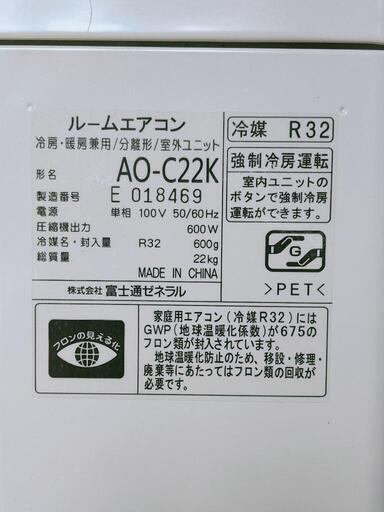 ルームエアコン
冷房・暖房兼用/分離形/室外ユニット
形名 AO-C22K
製造番号 E 018469
電源 単相 100V 50/60Hz
圧縮機出力 600W
冷媒名・封入量 R32 600g
総質量 22kg
MADE IN CHINA
株式会社 富士通ゼネラル
冷媒 R32
強制冷房運転
室内ユニットの
ボタンで強制冷房
運転ができます。
G
>PET<
フロンの見える化
家庭用エアコン(冷媒R32)には
GWP(地球温暖化係数)が675の
フロン類が封入されています。
地球温暖化防止のため、移設・修理・
廃棄等にあたってはフロン類の回収が
必要です。